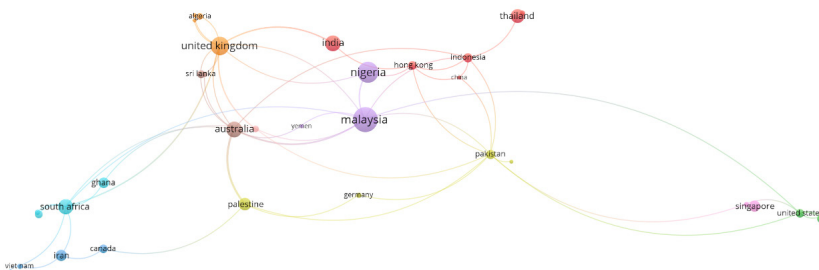 algeria
thailand
united kingdom
india
indonesia
hong kong
nigeria
sri lanka
china
malaysia
yemen
australia
pakistan
ghana
germany
south africa
palestine
singapore
united state
canada
iran
vietnam